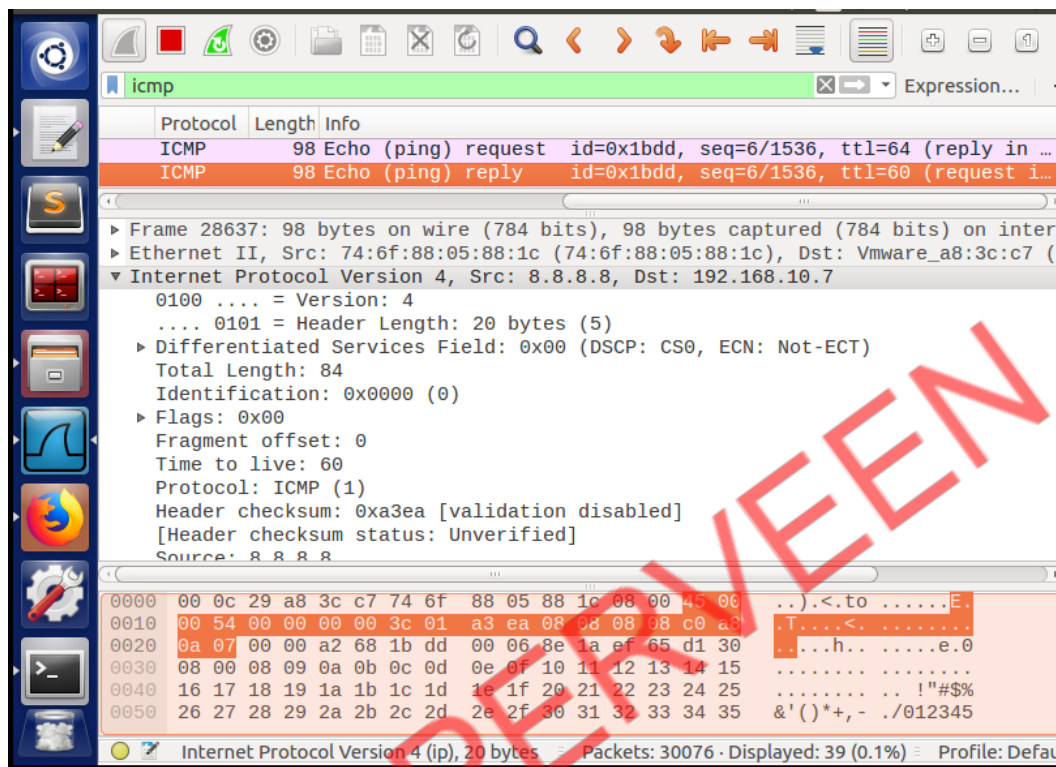 icmp
Expression…
Protocol Length Info
ICMP 98 Echo (ping) request id=0x1bdd, seq=6/1536, ttl=64 (reply in …
ICMP 98 Echo (ping) reply id=0x1bdd, seq=6/1536, ttl=60 (request i…
Frame 28637: 98 bytes on wire (784 bits), 98 bytes captured (784 bits) on inter
Ethernet II, Src: 74:6f:88:05:88:1c (74:6f:88:05:88:1c), Dst: Vmware_a8:3c:c7 (
Internet Protocol Version 4, Src: 8.8.8.8, Dst: 192.168.10.7
0100 .... = Version: 4
.... 0101 = Header Length: 20 bytes (5)
Differentiated Services Field: 0x00 (DSCP: CS0, ECN: Not-ECT)
Total Length: 84
Identification: 0x0000 (0)
Flags: 0x00
Fragment offset: 0
Time to live: 60
Protocol: ICMP (1)
Header checksum: 0xa3ea [validation disabled]
[Header checksum status: Unverified]
Source: 8.8.8.8
0000 00 0c 29 a8 3c c7 74 6f 88 05 88 1c 08 00 45 00 ..).<.to ......E.
0010 00 54 00 00 00 00 3c 01 a3 ea 08 08 08 08 c0 a8 .T....<. ........
0020 0a 07 00 00 a2 68 1b dd 00 06 8e 1a ef 65 d1 30 .....h.. .....e.0
0030 08 00 08 09 0a 0b 0c 0d 0e 0f 10 11 12 13 14 15 ........ ........
0040 16 17 18 19 1a 1b 1c 1d 1e 1f 20 21 22 23 24 25 ........ .. !"#$%
0050 26 27 28 29 2a 2b 2c 2d 2e 2f 30 31 32 33 34 35 &'()*+,- ./012345
Internet Protocol Version 4 (ip), 20 bytes Packets: 30076 · Displayed: 39 (0.1%) Profile: Defau
PERVEEN